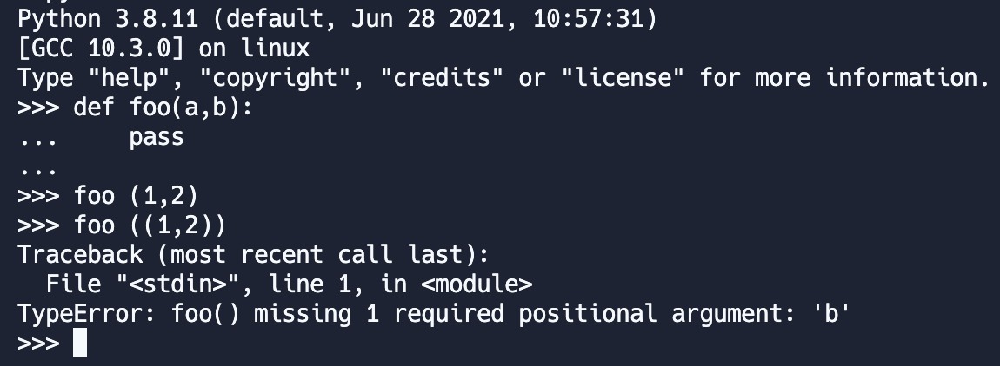 Python 3.8.11 (default, Jun 28 2021, 10:57:31)
[GCC 10.3.0] on linux
Type "help", "copyright", "credits" or "license" for more information.
>>> def foo(a,b):
...     pass
...
>>> foo (1,2)
>>> foo ((1,2))
Traceback (most recent call last):
  File "<stdin>", line 1, in <module>
TypeError: foo() missing 1 required positional argument: 'b'
>>>